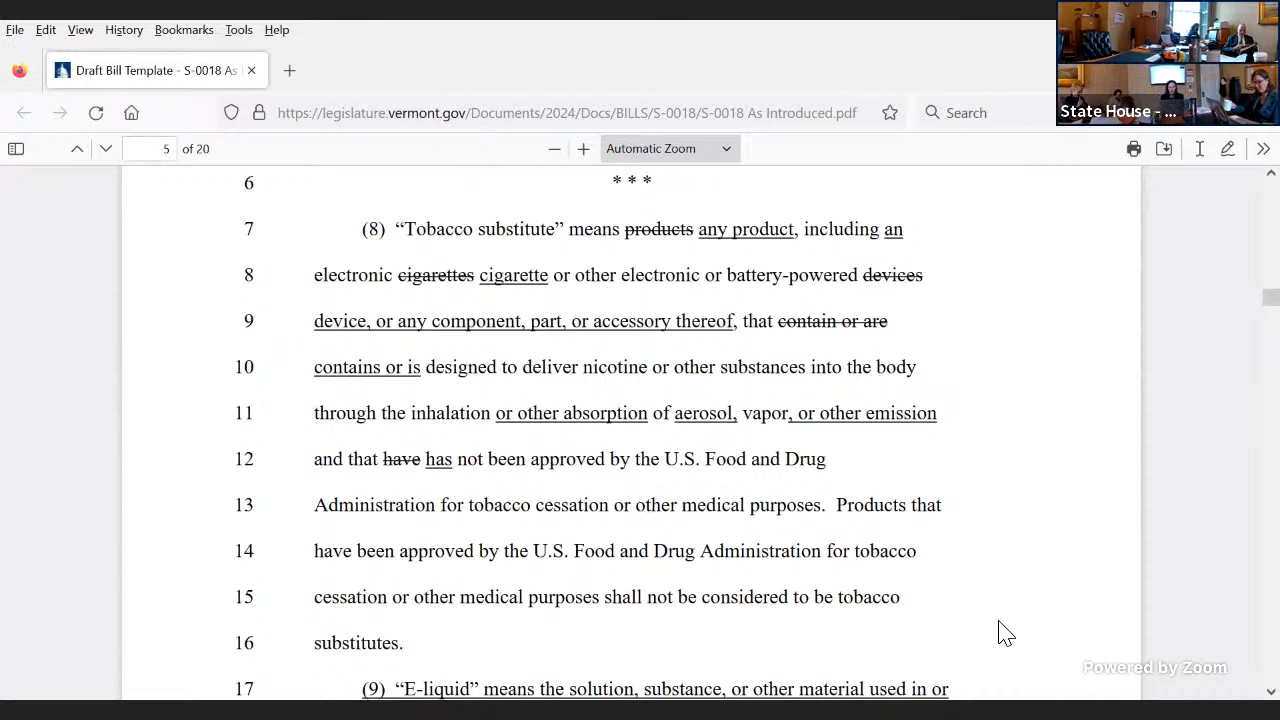 File Edit View History Bookmarks Tools Help
Draft Bill Template - S-0018 As
https://legislature.vermont.gov/Documents/2024/Docs/BILLS/S-0018/S-0018 As Introduced.pdf
Search
State House - ...
5 of 20
Automatic Zoom
6 * * *
7 (8) “Tobacco substitute” means products any product, including an
8 electronic cigarettes cigarette or other electronic or battery-powered devices
9 device, or any component, part, or accessory thereof, that contain or are
10 contains or is designed to deliver nicotine or other substances into the body
11 through the inhalation or other absorption of aerosol, vapor, or other emission
12 and that have has not been approved by the U.S. Food and Drug
13 Administration for tobacco cessation or other medical purposes. Products that
14 have been approved by the U.S. Food and Drug Administration for tobacco
15 cessation or other medical purposes shall not be considered to be tobacco
16 substitutes.
17 (9) “E-liquid” means the solution, substance, or other material used in or
Powered by Zoom